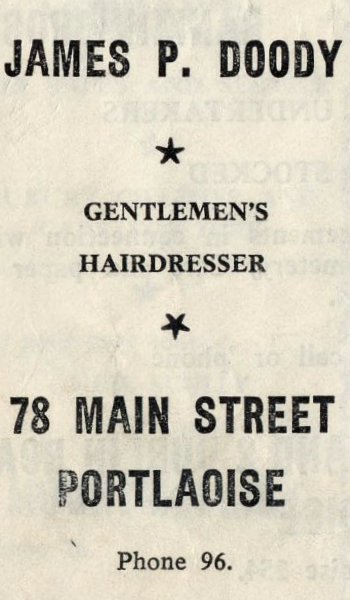 JAMES P. DOODY
★
GENTLEMEN'S
HAIRDRESSER
★
78 MAIN STREET
PORTLAOISE
Phone 96.